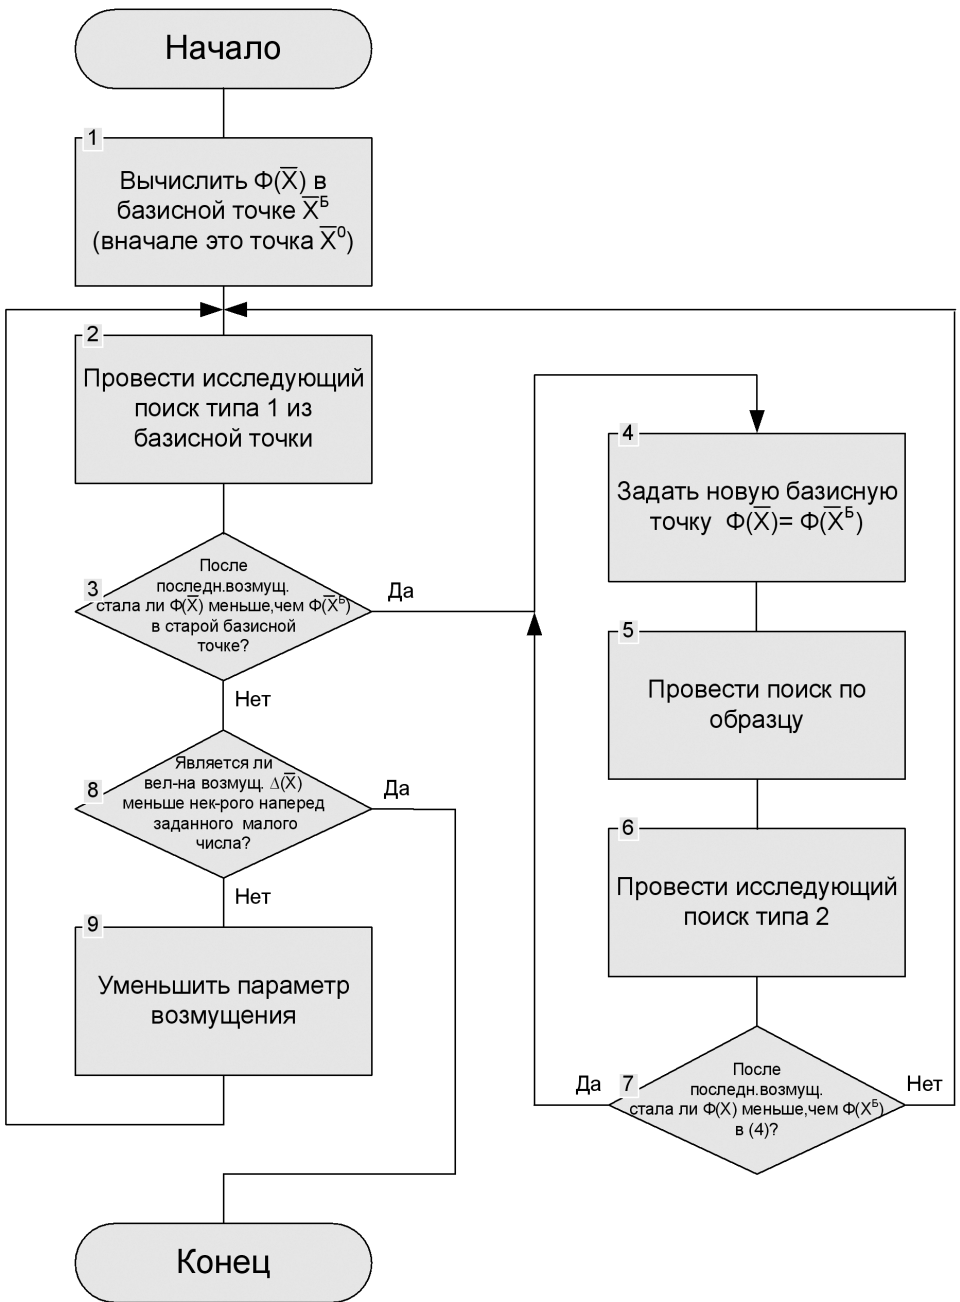 Начало
1
Вычислить Ф(X̅) в
базисной точке X̅ᴮ
(вначале это точка X̅⁰)
2
Провести исследующий
поиск типа 1 из
базисной точки
3
После
последн.возмущ.
стала ли Ф(X̅) меньше,чем Ф(X̅Б)
в старой базисной
точке?
Да
Нет
8
Является ли
вел-на возмущ. Δ(X̅)
меньше нек-рого наперед
заданного малого
числа?
Да
Нет
9
Уменьшить параметр
возмущения
4
Задать новую базисную
точку Ф(X̅)= Ф(X̅Б)
5
Провести поиск по
образцу
6
Провести исследующий
поиск типа 2
7
После
последн.возмущ.
стала ли Ф(X) меньше,чем Ф(XБ)
в (4)?
Да
Нет
Конец